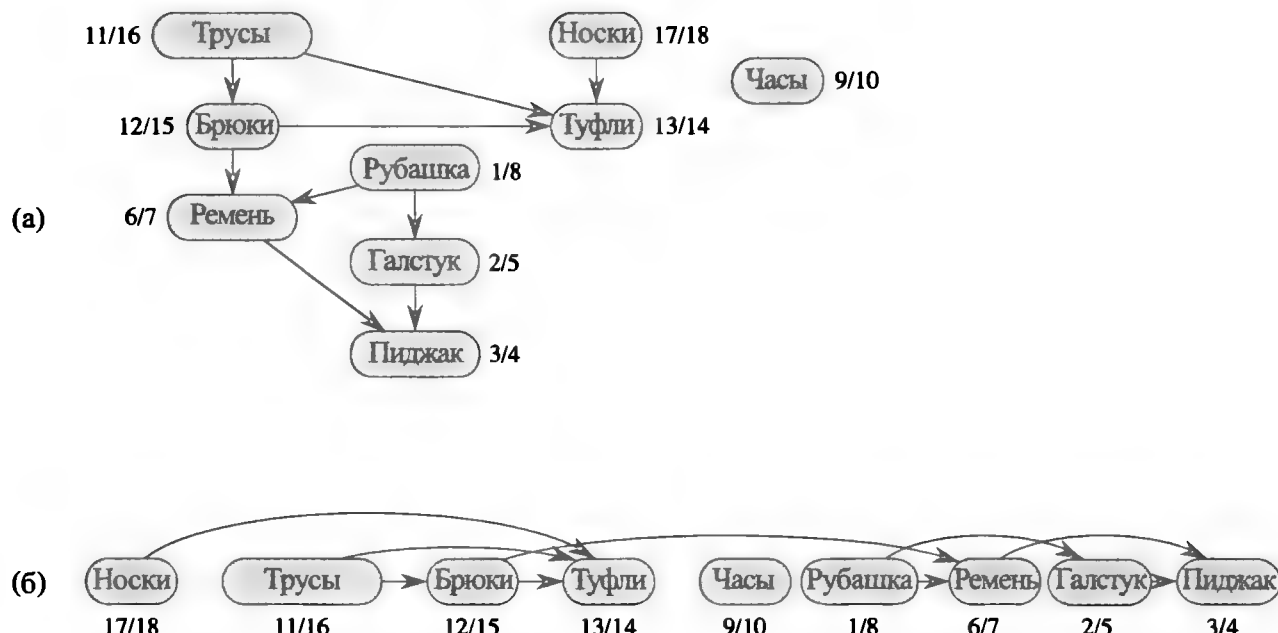 11/16 Трусы Носки 17/18
Часы 9/10
12/15 Брюки Туфли 13/14
Рубашка 1/8
(а) 6/7 Ремень
Галстук 2/5
Пиджак 3/4
(б) Носки Трусы Брюки Туфли Часы Рубашка Ремень Галстук Пиджак
17/18 11/16 12/15 13/14 9/10 1/8 6/7 2/5 3/4